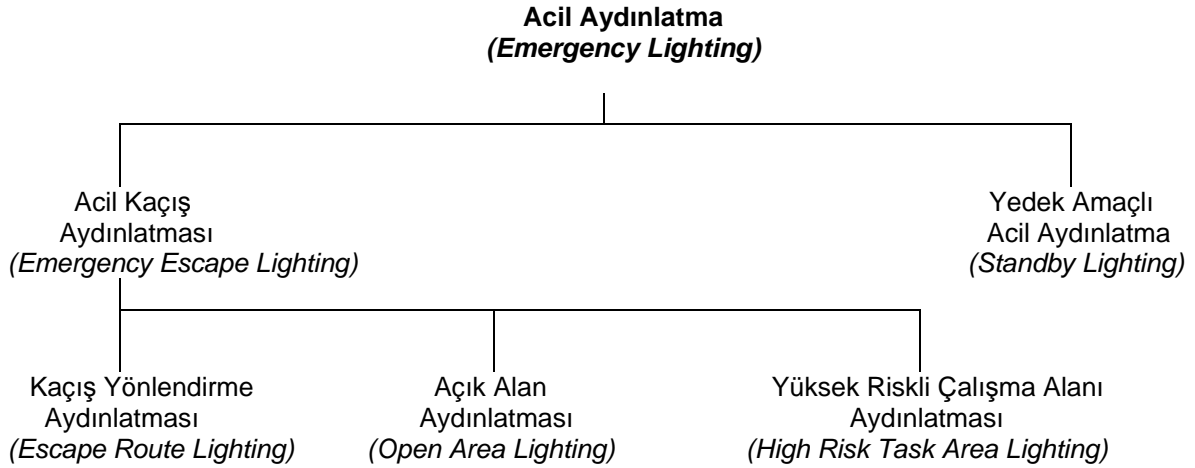 Acil Aydınlatma
(Emergency Lighting)
Acil Kaçış
Aydınlatması
(Emergency Escape Lighting)
Yedek Amaçlı
Acil Aydınlatma
(Standby Lighting)
Kaçış Yönlendirme
Aydınlatması
(Escape Route Lighting)
Açık Alan
Aydınlatması
(Open Area Lighting)
Yüksek Riskli Çalışma Alanı
Aydınlatması
(High Risk Task Area Lighting)